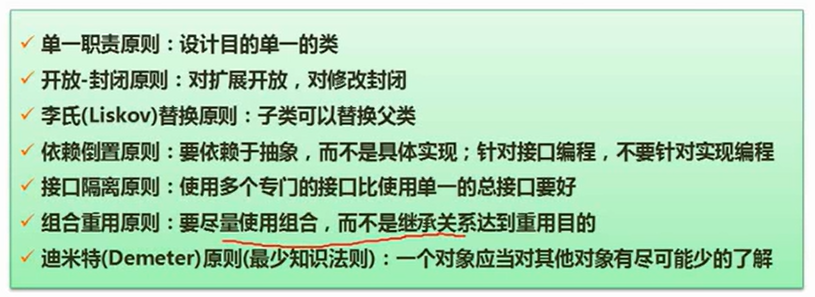 单一职责原则：设计目的单一的类
开放-封闭原则：对扩展开放，对修改封闭
李氏(Liskov)替换原则：子类可以替换父类
依赖倒置原则：要依赖于抽象，而不是具体实现；针对接口编程，不要针对实现编程
接口隔离原则：使用多个专门的接口比使用单一的总接口要好
组合重用原则：要尽量使用组合，而不是继承关系达到重用目的
迪米特(Demeter)原则(最少知识法则)：一个对象应当对其他对象有尽可能少的了解